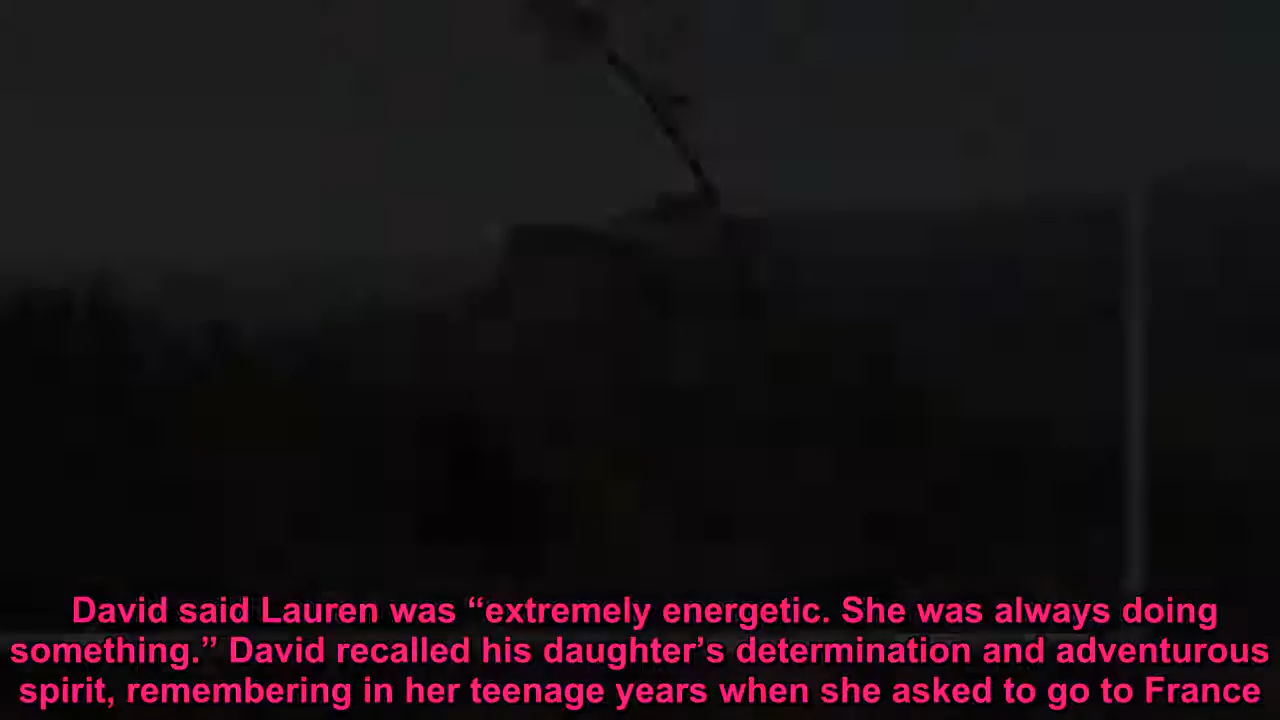 David said Lauren was “extremely energetic. She was always doing
something.” David recalled his daughter’s determination and adventurous
spirit, remembering in her teenage years when she asked to go to France